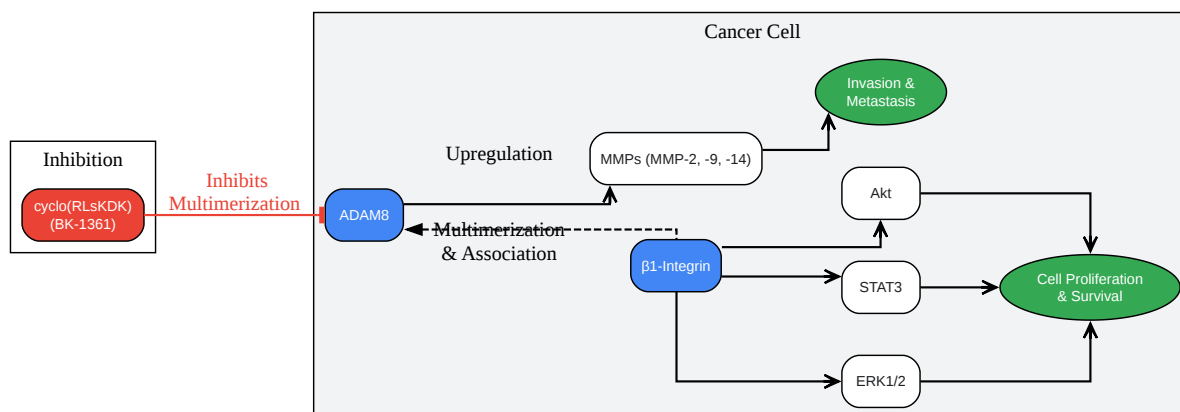 Cancer Cell
Invasion &
Metastasis
Inhibition
Upregulation
MMPs (MMP-2, -9, -14)
cyclo(RLsKDK)
(BK-1361)
Inhibits
Multimerization
ADAM8
Akt
Multimerization
& Association
β1-Integrin
STAT3
Cell Proliferation
& Survival
ERK1/2